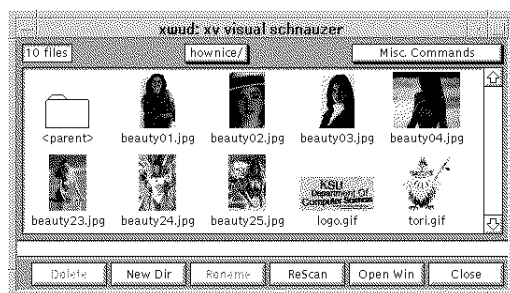 xwud: xv visual schnauzer
10 files
hownice/
Misc. Commands
<parent>
beauty01.jpg
beauty02.jpg
beauty03.jpg
beauty04.jpg
KSU
Department Of
Computer Sciences
beauty23.jpg
beauty24.jpg
beauty25.jpg
logo.gif
tori.gif
Delete
New Dir
Rename
ReScan
Open Win
Close